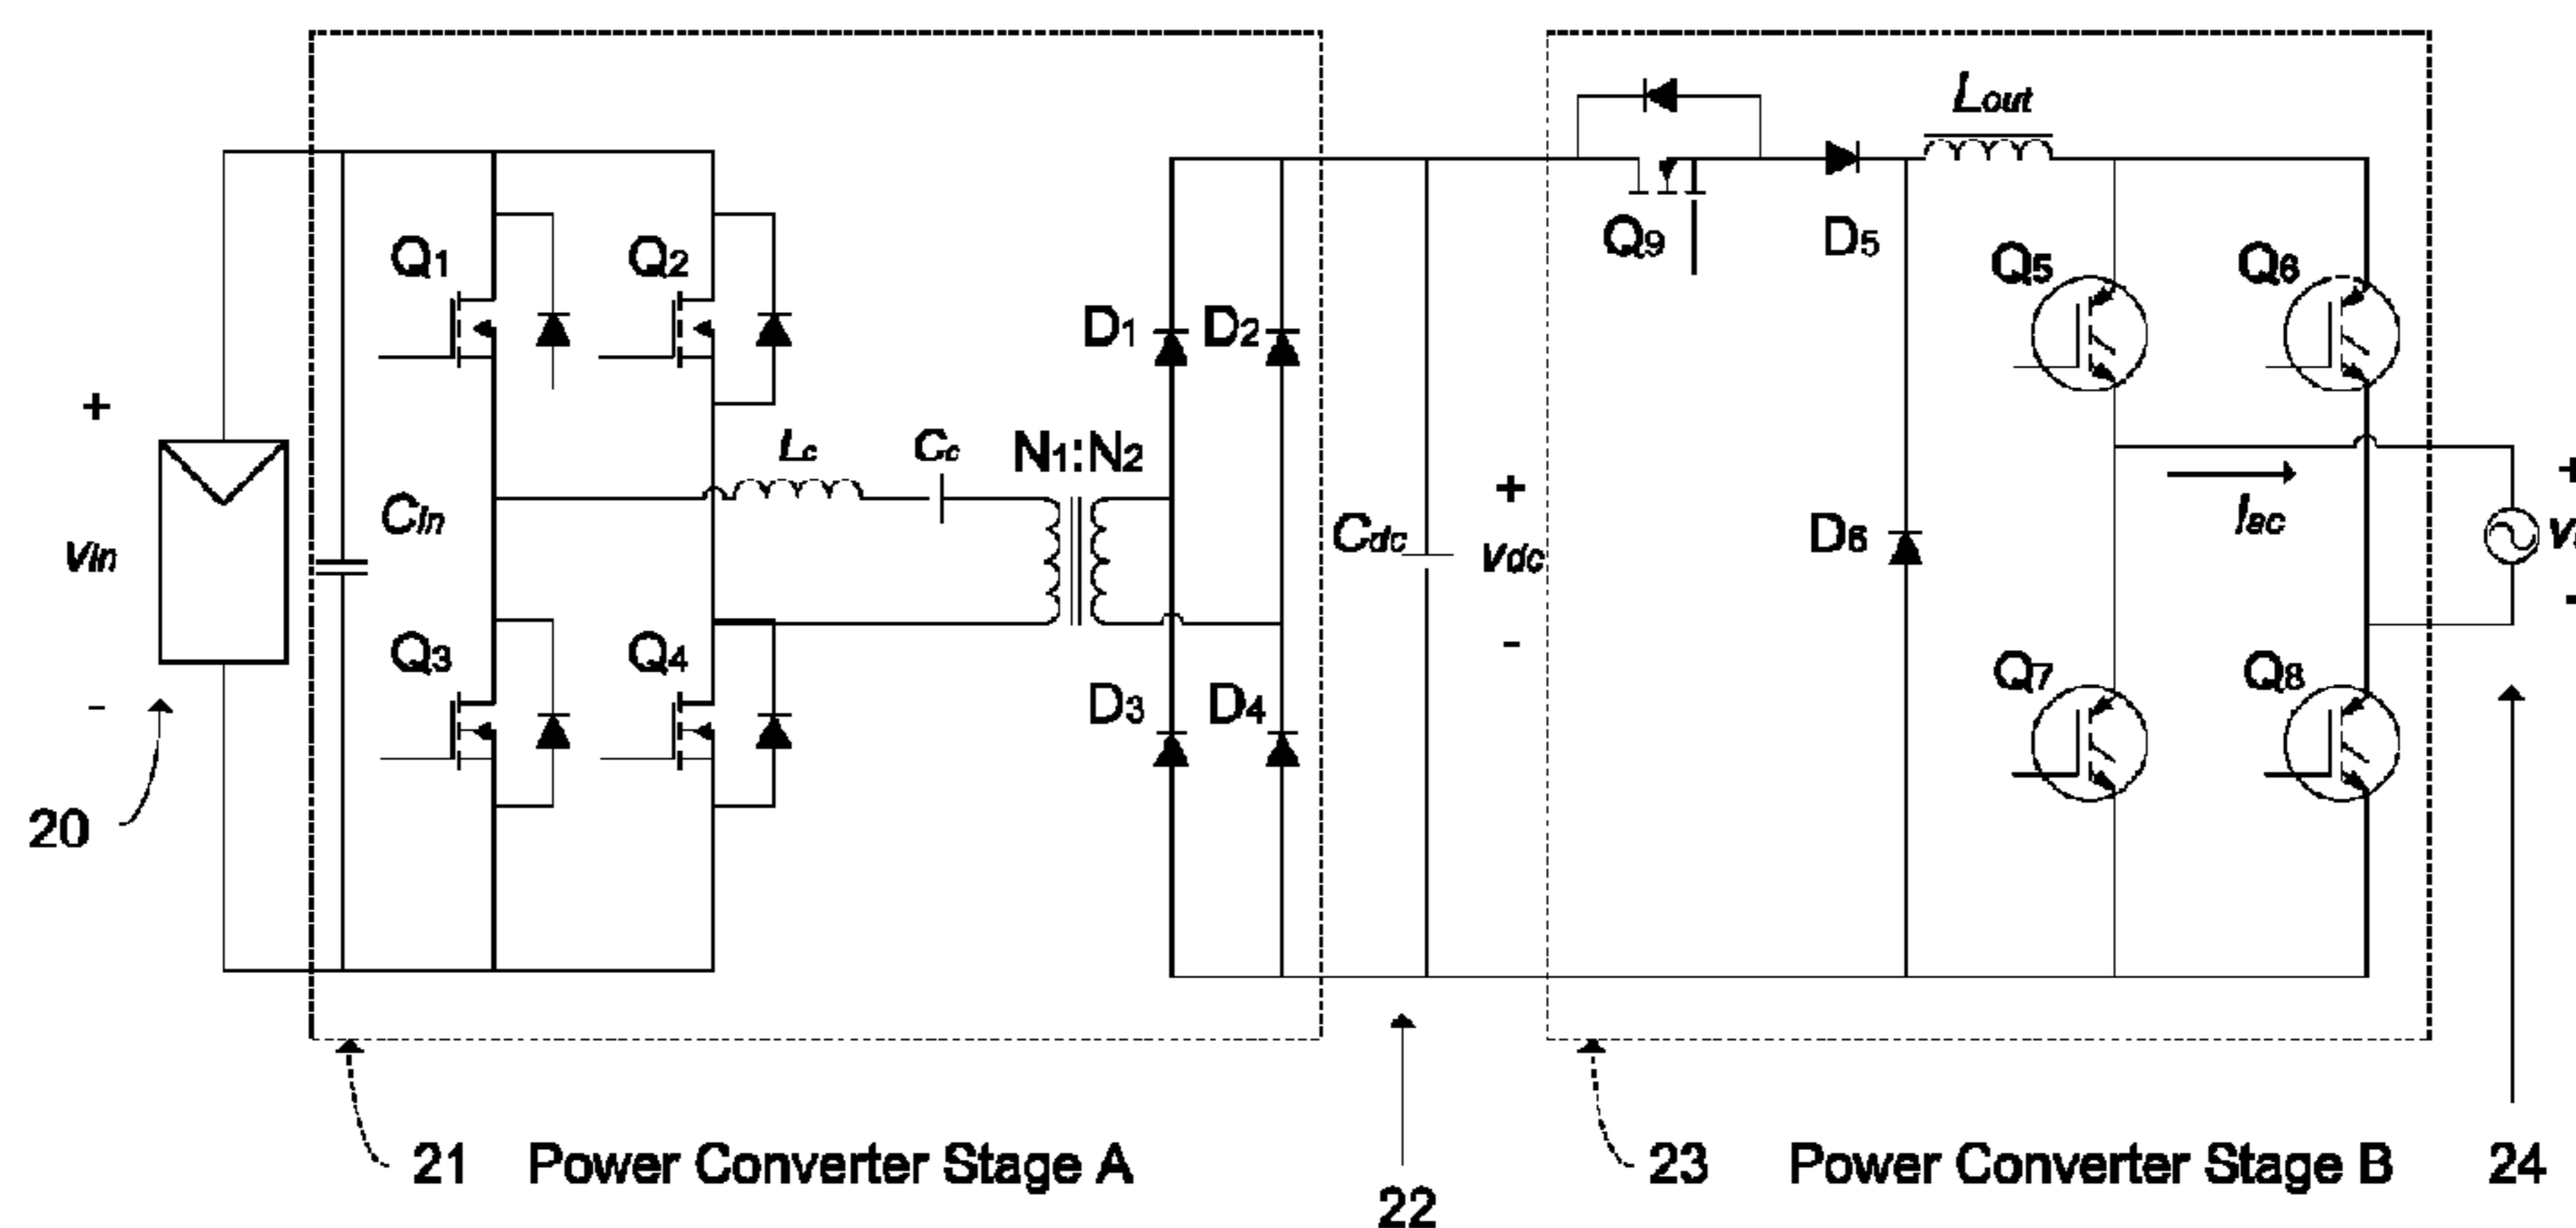 Lout
Q1
Q2
Q9
D5
Q5
Q6
D1
D2
+
Lc
Cc
N1:N2
Cin
vin
Cdc
+
vdc
-
D6
Iac
+
-
Q3
Q4
D3
D4
Q7
Q8
-
20
21
Power Converter Stage A
22
23
Power Converter Stage B
24